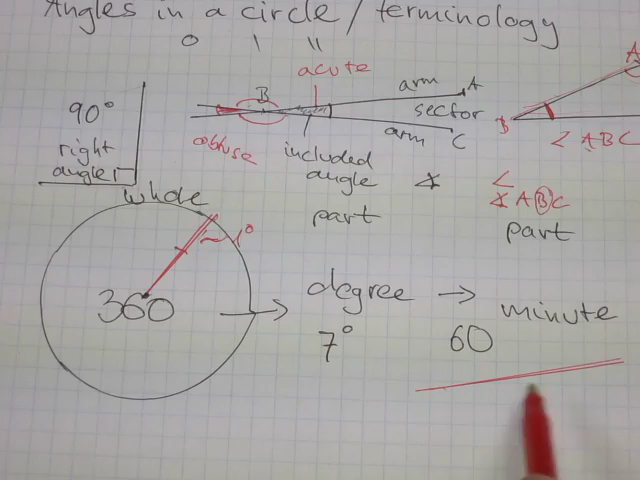 Angles in a circle / terminology
° ' "
acute
arm A
B
sector
90°
right
angle
obtuse
included
angle
part
arm C
∡
A
B
< ABC
<
∡ ABC
part
whole
1°
360
degree → minute
7° 60